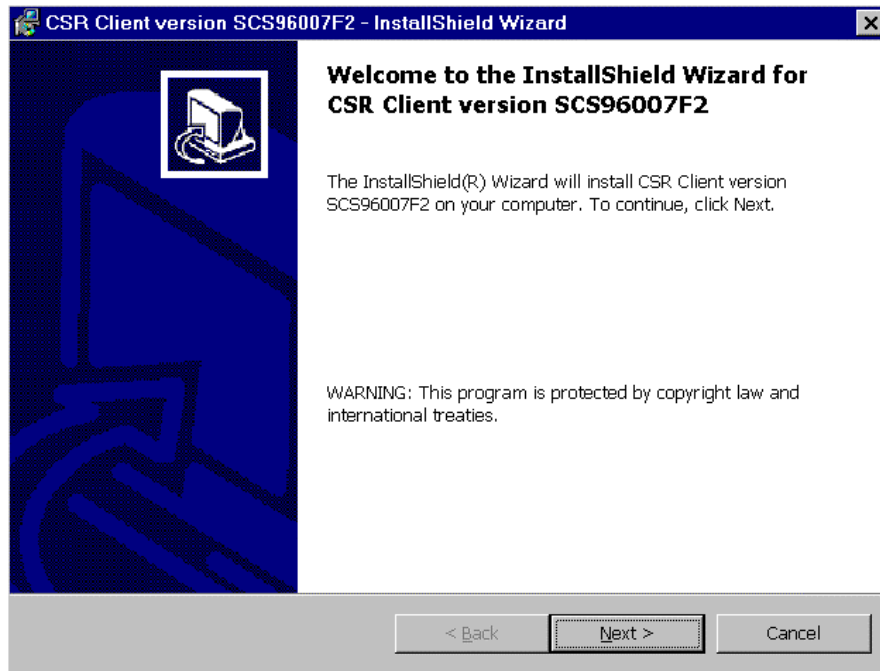 CSR Client version SCS96007F2 - InstallShield Wizard
Welcome to the InstallShield Wizard for
CSR Client version SCS96007F2
The InstallShield(R) Wizard will install CSR Client version
SCS96007F2 on your computer. To continue, click Next.
WARNING: This program is protected by copyright law and
international treaties.
< Back
Next >
Cancel